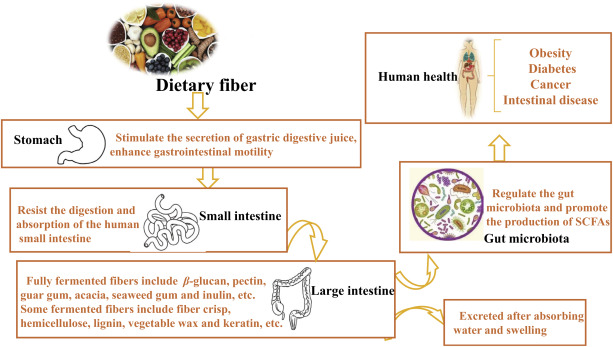 Dietary fiber
Stomach
Stimulate the secretion of gastric digestive juice,
enhance gastrointestinal motility
Resist the digestion and
absorption of the human
small intestine
Small intestine
Fully fermented fibers include β-glucan, pectin,
guar gum, acacia, seaweed gum and inulin, etc.
Some fermented fibers include fiber crisp,
hemicellulose, lignin, vegetable wax and keratin, etc.
Large intestine
Excreted after absorbing
water and swelling
Regulate the gut
microbiota and promote
the production of SCFAs
Gut microbiota
Human health
Obesity
Diabetes
Cancer
Intestinal disease